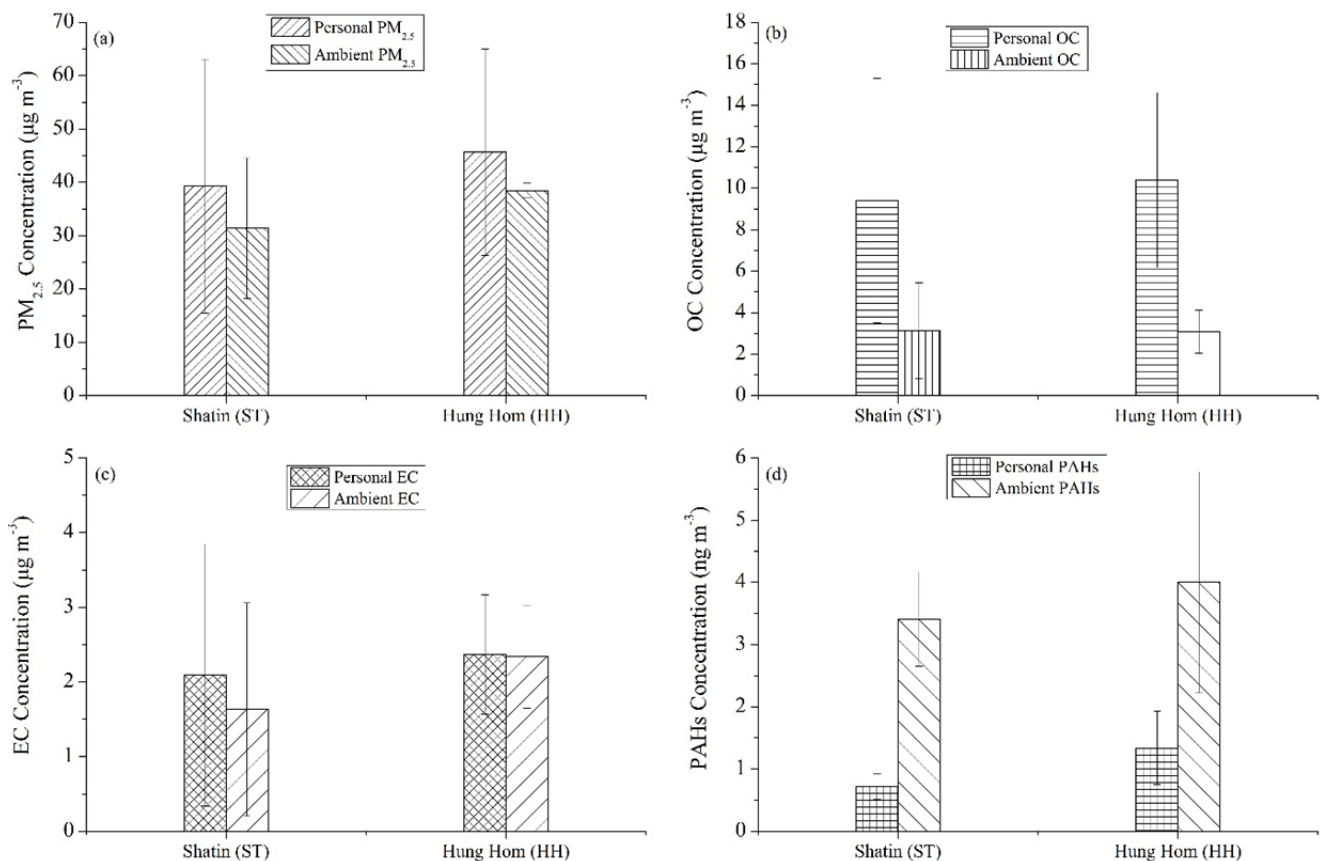 (a)
Personal PM2.5
Ambient PM2.5
PM2.5 Concentration (μg m-3)
70
60
50
40
30
20
10
0
Shatin (ST)
Hung Hom (HH)
(b)
Personal OC
Ambient OC
OC Concentration (μg m-3)
18
16
14
12
10
8
6
4
2
0
Shatin (ST)
Hung Hom (HH)
(c)
Personal EC
Ambient EC
EC Concentration (μg m-3)
5
4
3
2
1
0
Shatin (ST)
Hung Hom (HH)
(d)
Personal PAHs
Ambient PAHs
PAHs Concentration (ng m-3)
6
5
4
3
2
1
0
Shatin (ST)
Hung Hom (HH)